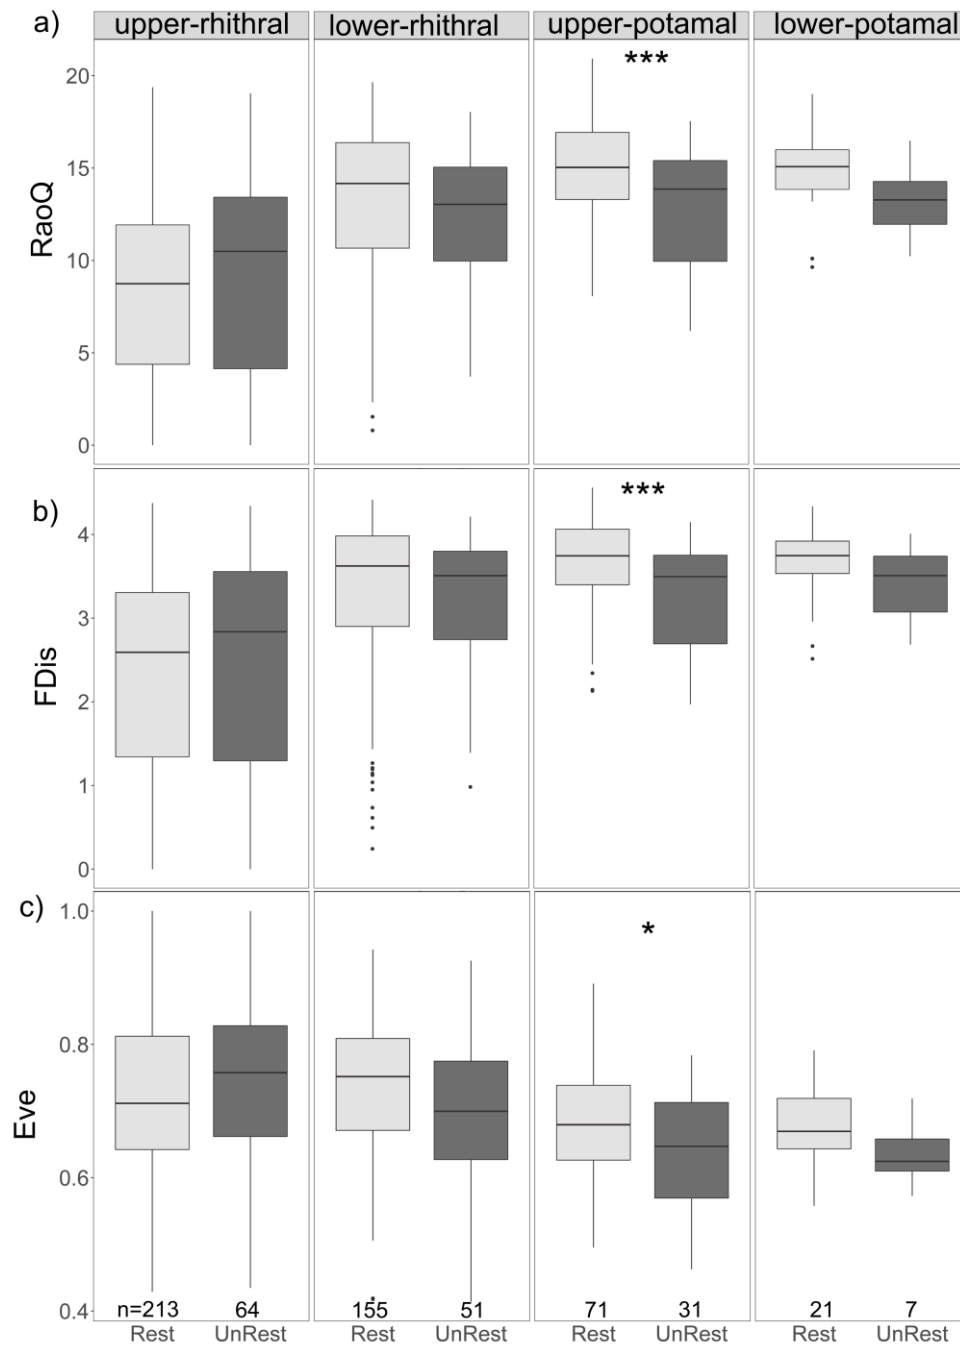 a)
upper-rhithral lower-rhithral upper-potamal lower-potamal
***
20
15
10
5
0
RaoQ
b)
***
4
3
2
1
0
FDis
c)
*
1.0
0.8
0.6
0.4
Eve
n=213 64 155 51 71 31 21 7
Rest UnRest Rest UnRest Rest UnRest Rest UnRest